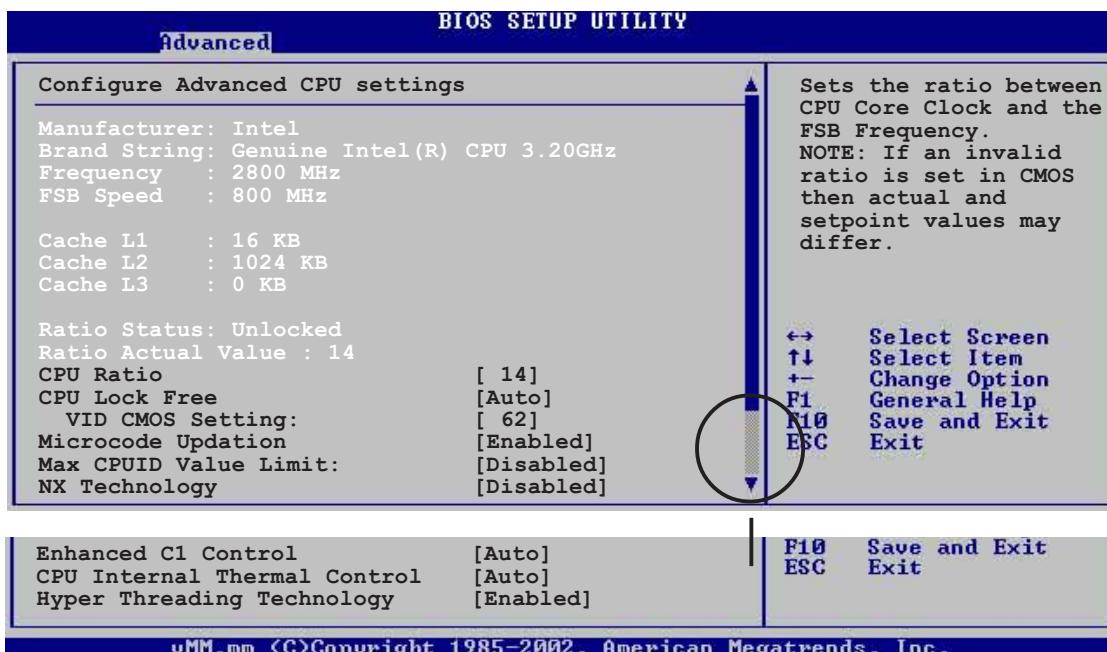 BIOS SETUP UTILITY
Advanced
Configure Advanced CPU settings
Manufacturer: Intel
Brand String: Genuine Intel(R) CPU 3.20GHz
Frequency : 2800 MHz
FSB Speed : 800 MHz
Cache L1 : 16 KB
Cache L2 : 1024 KB
Cache L3 : 0 KB
Ratio Status: Unlocked
Ratio Actual Value : 14
CPU Ratio [ 14]
CPU Lock Free [Auto]
VID CMOS Setting: [ 62]
Microcode Updation [Enabled]
Max CPUID Value Limit: [Disabled]
NX Technology [Disabled]
Sets the ratio between
CPU Core Clock and the
FSB Frequency.
NOTE: If an invalid
ratio is set in CMOS
then actual and
setpoint values may
differ.
←→ Select Screen
↑↓ Select Item
+- Change Option
F1 General Help
F10 Save and Exit
ESC Exit
Enhanced C1 Control [Auto]
CPU Internal Thermal Control [Auto]
Hyper Threading Technology [Enabled]
F10 Save and Exit
ESC Exit
vMM.mm (C)Copyright 1985-2002, American Megatrends, Inc.